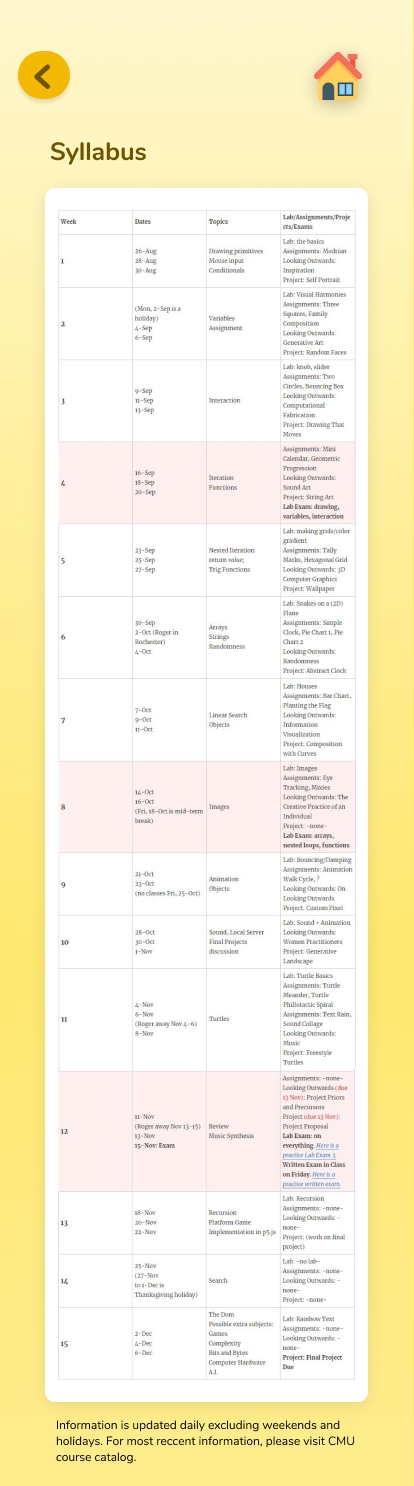 Syllabus
Week Dates Topics Lab/Assignments/Proje
cts/Exams
1
26-Aug
28-Aug
30-Aug
Drawing primitives
Mouse input
Conditionals
Lab: the basics
Assignments: Modrian
Looking Outwards:
Inspiration
Project: Self Portrait
2
(Mon, 2-Sep is a
holiday)
4-Sep
6-Sep
Variables
Assignment
Lab: Visual Harmonies
Assignments: Three
Squares, Family
Composition
Looking Outwards:
Generative Art
Project: Random Faces
3
9-Sep
11-Sep
13-Sep
Interaction
Lab: knob, slider
Assignments: Two
Circles, Bouncing Box
Looking Outwards:
Computational
Fabrication
Project: Drawing That
Moves
4
16-Sep
18-Sep
20-Sep
Iteration
Functions
Assignments: Mini
Calendar, Geometric
Progression
Looking Outwards:
Sound Art
Project: String Art
Lab Exam: drawing,
variables, interaction
5
23-Sep
25-Sep
27-Sep
Nested Iteration
return value;
Trig Functions
Lab: making grids/color
gradient
Assignments: Tally
Marks, Hexagonal Grid
Looking Outwards: 3D
Computer Graphics
Project: Wallpaper
6
30-Sep
2-Oct (Roger in
Rochester)
4-Oct
Arrays
Strings
Randomness
Lab: Snakes on a (2D)
Plane
Assignments: Simple
Clock, Pie Chart 1, Pie
Chart 2
Looking Outwards:
Randomness
Project: Abstract Clock
7
7-Oct
9-Oct
11-Oct
Linear Search
Objects
Lab: Houses
Assignments: Bar Chart,
Planting the Flag
Looking Outwards:
Information
Visualization
Project: Composition
with Curves
8
14-Oct
16-Oct
(Fri, 18-Oct is mid-term
break)
Images
Lab: Images
Assignments: Eye
Tracking, Mixies
Looking Outwards: The
Creative Practice of an
Individual
Project: -none-
Lab Exam: arrays,
nested loops, functions
9
21-Oct
23-Oct
(no classes Fri, 25-Oct)
Animation
Objects
Lab: Bouncing/Damping
Assignments: Animation
Walk Cycle, ?
Looking Outwards: On
Looking Outwards
Project: Custom Pixel
10
28-Oct
30-Oct
1-Nov
Sound, Local Server
Final Projects
discussion
Lab: Sound + Animation
Looking Outwards:
Women Practitioners
Project: Generative
Landscape
11
4-Nov
6-Nov
(Roger away Nov 4-6)
8-Nov
Turtles
Lab: Turtle Basics
Assignments: Turtle
Meander, Turtle
Phillotactic Spiral
Assignments: Text Rain,
Sound Collage
Looking Outwards:
Music
Project: Freestyle
Turtles
12
11-Nov
(Roger away Nov 13-15)
13-Nov
15-Nov: Exam
Review
Music Synthesis
Assignments: -none-
Looking Outwards (due
13 Nov): Project Priors
and Precursors
Project (due 13 Nov):
Project Proposal
Lab Exam: on
everything. Here is a
practice Lab Exam 3.
Written Exam in Class
on Friday. Here is a
practice written exam.
13
18-Nov
20-Nov
22-Nov
Recursion
Platform Game
Implementation in p5.js
Lab: Recursion
Assignments: -none-
Looking Outwards: -
none-
Project: (work on final
project)
14
25-Nov
(27-Nov
to 1-Dec is
Thanksgiving holiday)
Search
Lab: -no lab-
Assignments: -none-
Looking Outwards: -
none-
Project: -none-
15
2-Dec
4-Dec
6-Dec
The Dom
Possible extra subjects:
Games
Complexity
Bits and Bytes
Computer Hardware
A.I.
Lab: Rainbow Text
Assignments: -none-
Looking Outwards: -
none-
Project: Final Project
Due
Information is updated daily excluding weekends and
holidays. For most reccent information, please visit CMU
course catalog.